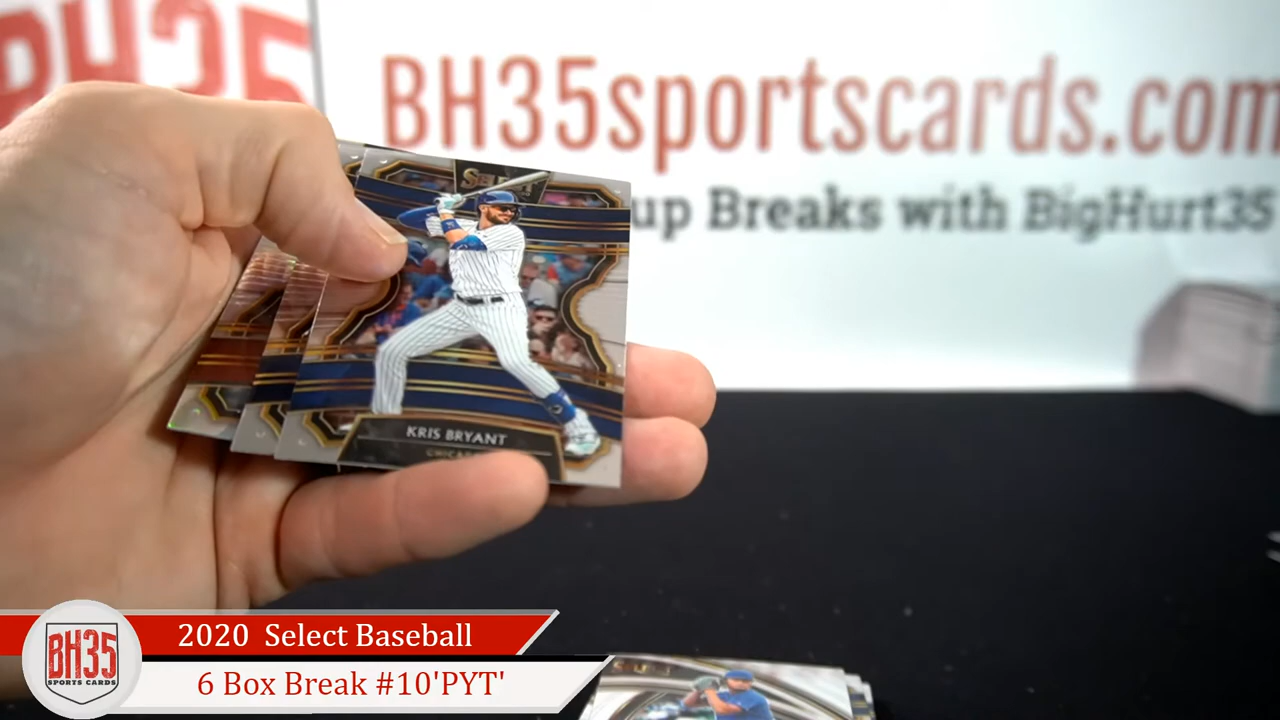 BH35
BH35sportscards.com
up Breaks with BigHurt35
SELECT
KRIS BRYANT
2020 Select Baseball
6 Box Break #10'PYT'
BH35
SPORTS CARDS